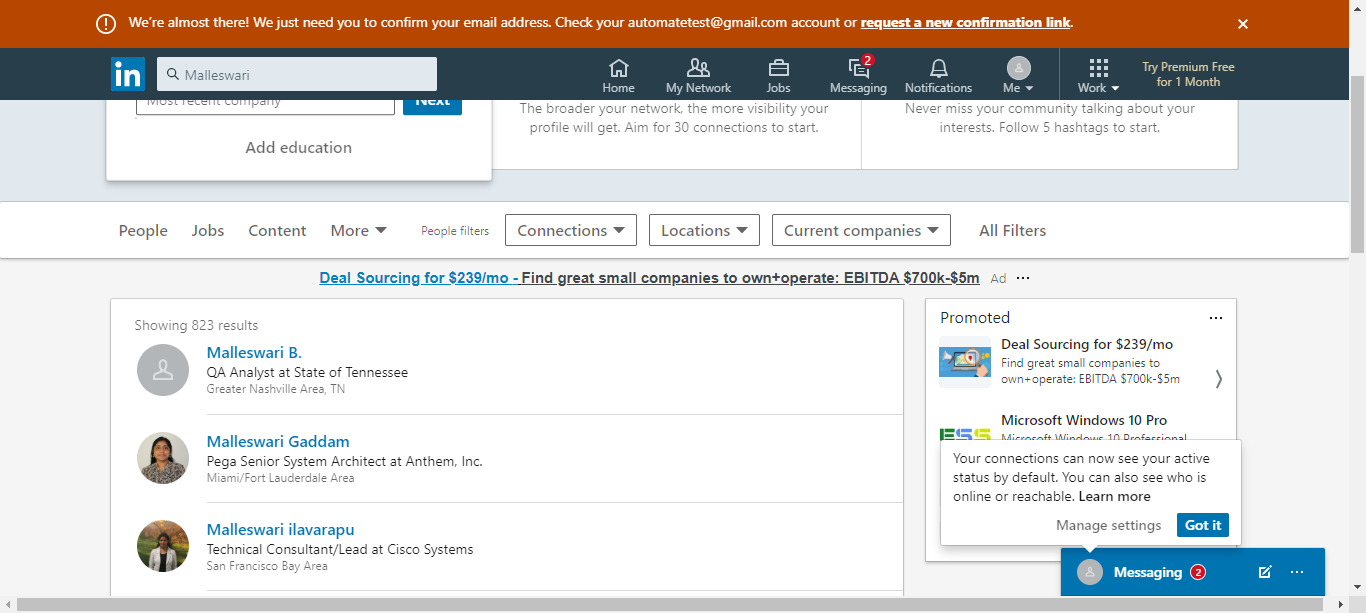 We're almost there! We just need you to confirm your email address. Check your automatetest@gmail.com account or request a new confirmation link.
in
Malleswari
Home
My Network
Jobs
2
Messaging
Notifications
Me
Work
Try Premium Free
for 1 Month
Most recent company
Next
Add education
The broader your network, the more visibility your
profile will get. Aim for 30 connections to start.
Never miss your community talking about your
interests. Follow 5 hashtags to start.
People
Jobs
Content
More
People filters
Connections
Locations
Current companies
All Filters
Deal Sourcing for $239/mo - Find great small companies to own+operate: EBITDA $700k-$5m Ad ...
Showing 823 results
Malleswari B.
QA Analyst at State of Tennessee
Greater Nashville Area, TN
Malleswari Gaddam
Pega Senior System Architect at Anthem, Inc.
Miami/Fort Lauderdale Area
Malleswari ilavarapu
Technical Consultant/Lead at Cisco Systems
San Francisco Bay Area
Promoted
Deal Sourcing for $239/mo
Find great small companies to
own+operate: EBITDA $700k-$5m
Microsoft Windows 10 Pro
Microsoft Windows 10 Professional
ESS
Your connections can now see your active
status by default. You can also see who is
online or reachable. Learn more
Manage settings
Got it
Messaging 2